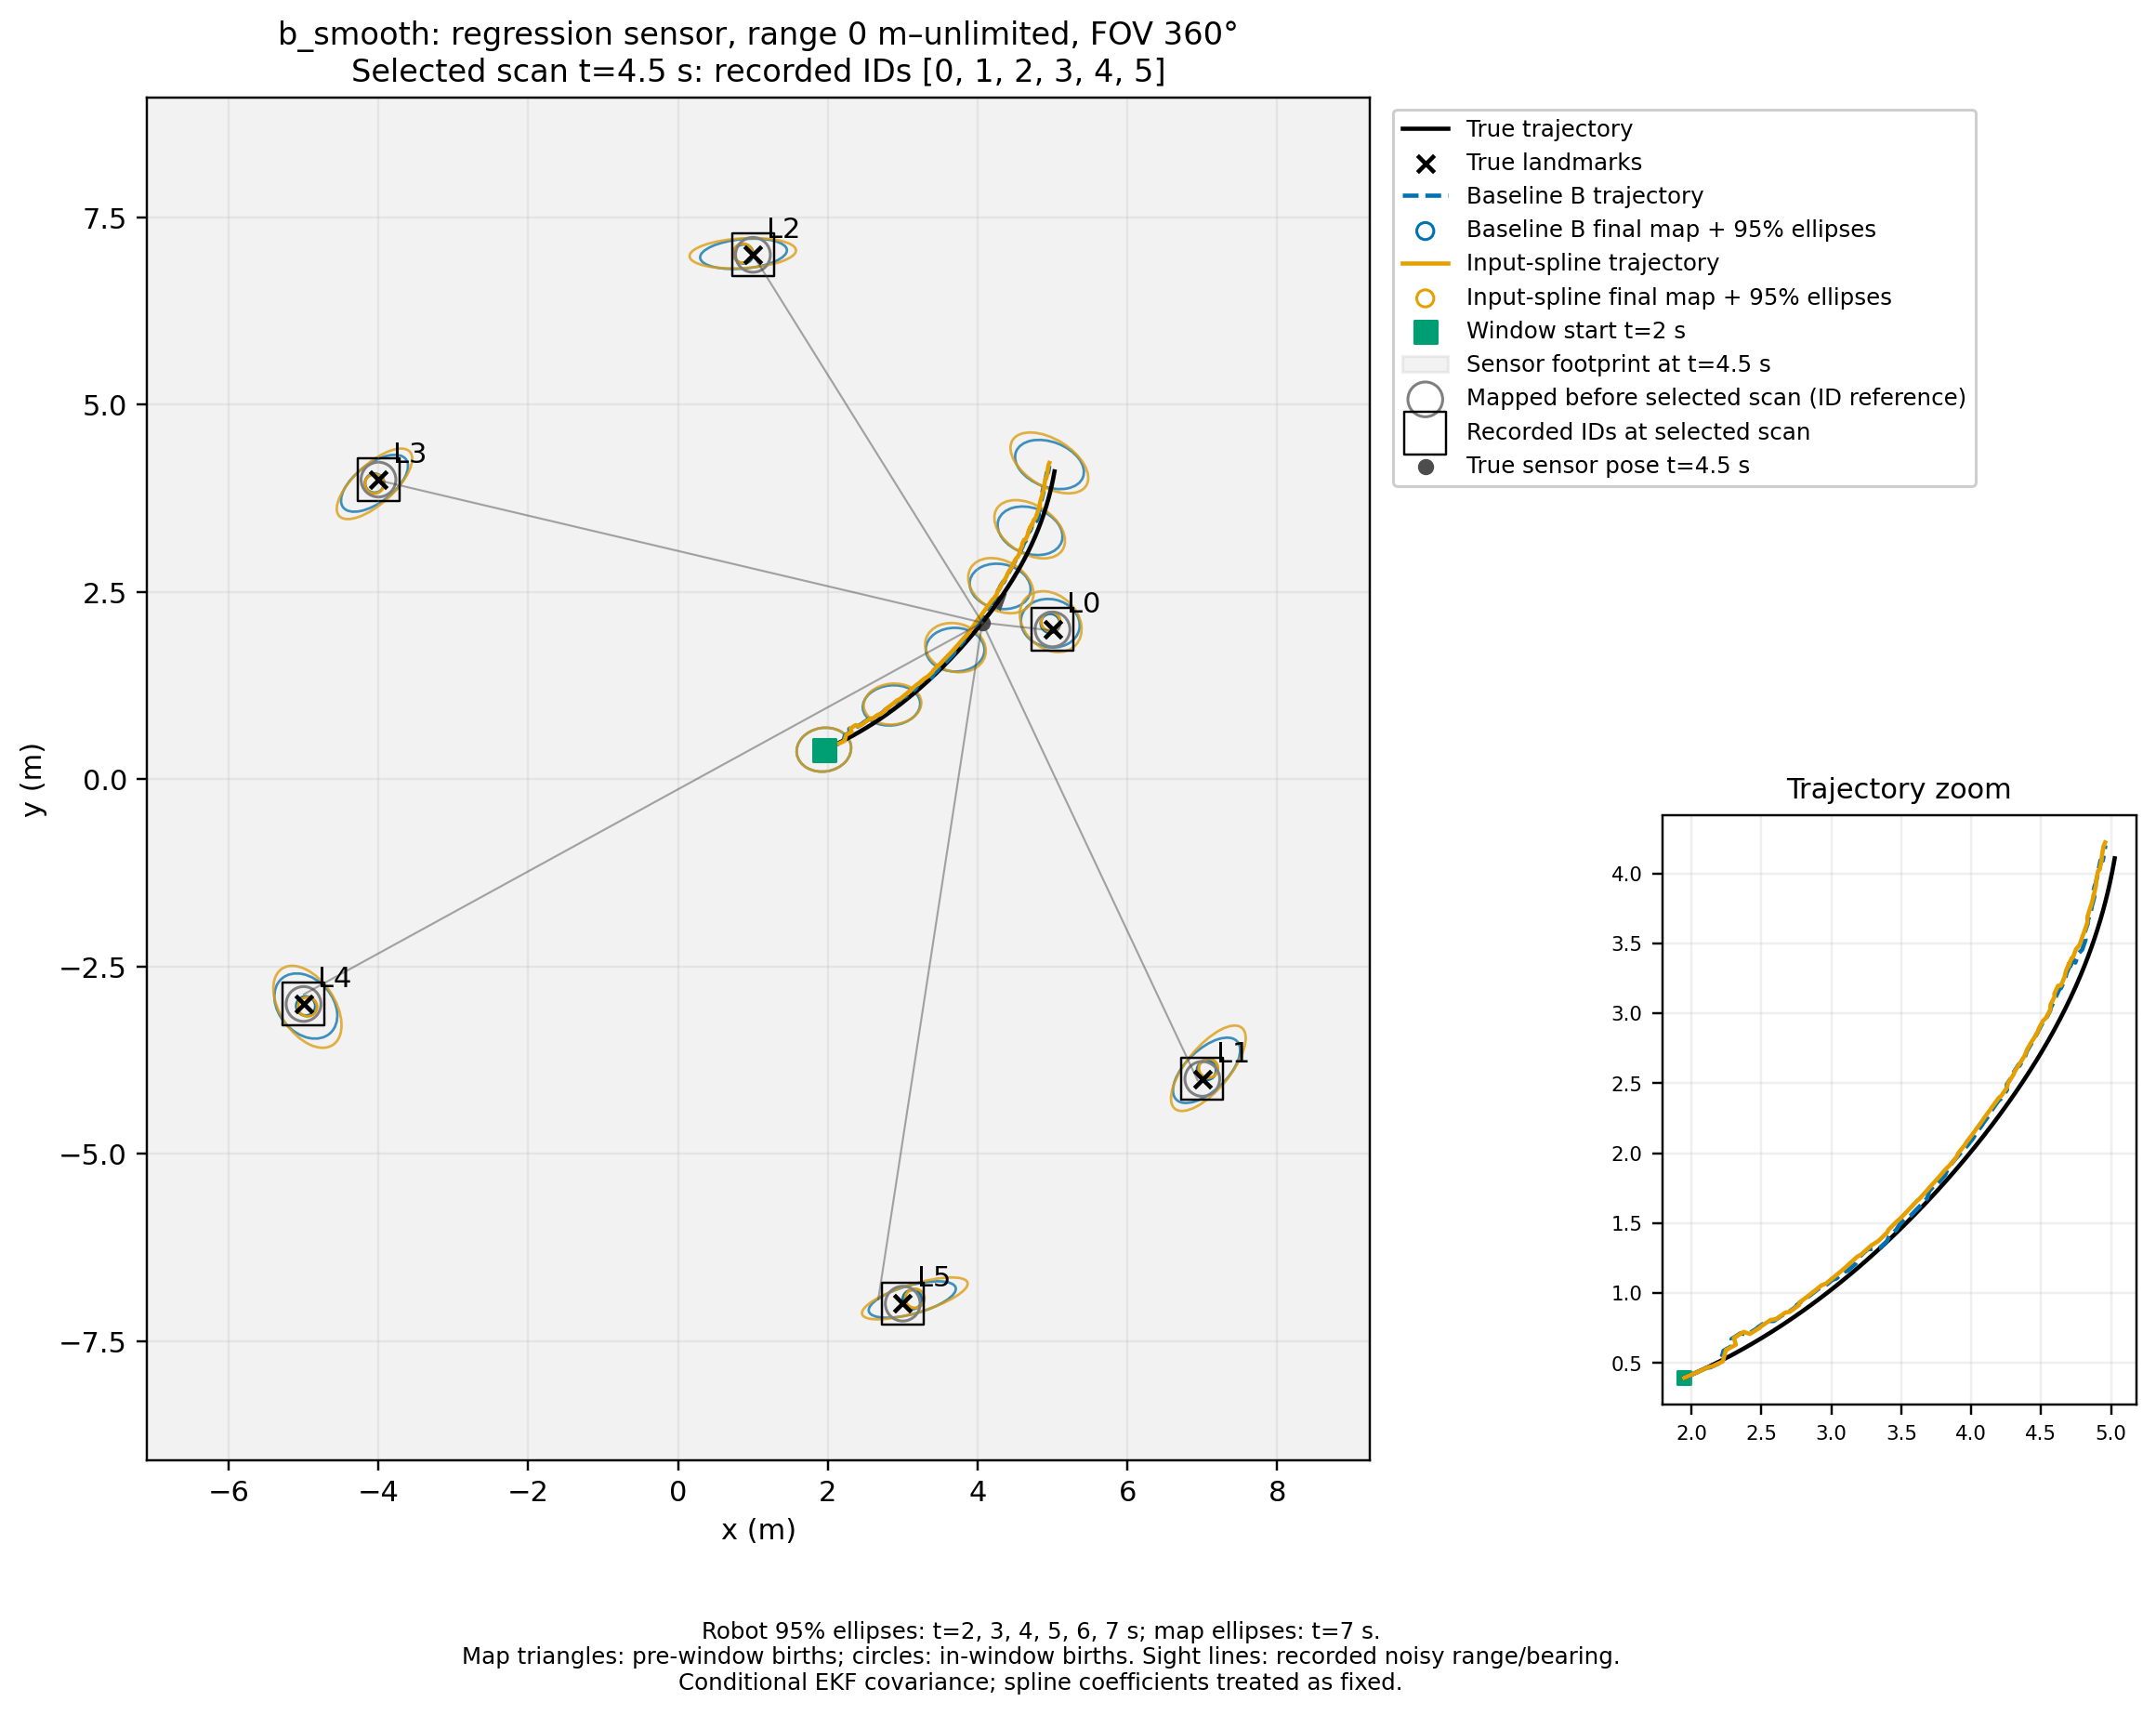 b_smooth: regression sensor, range 0 m–unlimited, FOV 360°
Selected scan t=4.5 s: recorded IDs [0, 1, 2, 3, 4, 5]
True trajectory
True landmarks
Baseline B trajectory
Baseline B final map + 95% ellipses
Input-spline trajectory
Input-spline final map + 95% ellipses
Window start t=2 s
Sensor footprint at t=4.5 s
Mapped before selected scan (ID reference)
Recorded IDs at selected scan
True sensor pose t=4.5 s
7.5
5.0
2.5
0.0
−2.5
−5.0
−7.5
y (m)
L2
L3
L0
L4
L1
L5
−6
−4
−2
0
2
4
6
8
x (m)
Trajectory zoom
4.0
3.5
3.0
2.5
2.0
1.5
1.0
0.5
2.0
2.5
3.0
3.5
4.0
4.5
5.0
Robot 95% ellipses: t=2, 3, 4, 5, 6, 7 s; map ellipses: t=7 s.
Map triangles: pre-window births; circles: in-window births. Sight lines: recorded noisy range/bearing.
Conditional EKF covariance; spline coefficients treated as fixed.